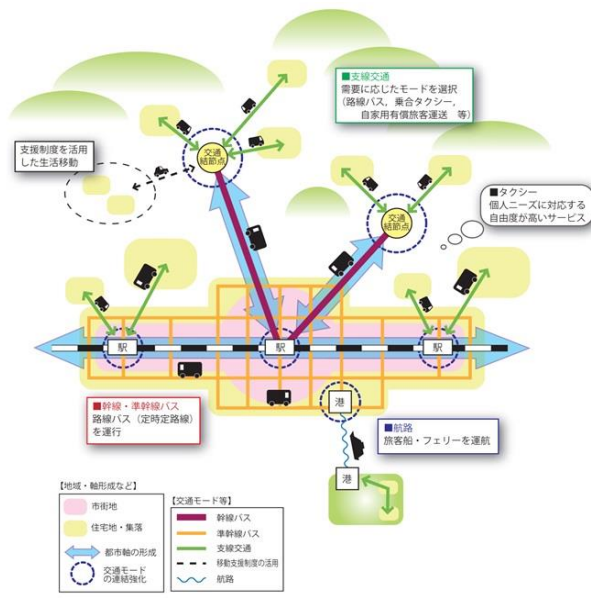 ■支線交通
需要に応じたモードを選択
(路線バス，乗合タクシー，
自家用有償旅客運送　等)
支援制度を活用
した生活移動
交通
結節点
■タクシー
個人ニーズに対応する
自由度が高いサービス
交通
結節点
駅
駅
駅
■幹線・準幹線バス
路線バス（定時定路線）
を運行
港
■航路
旅客船・フェリーを運航
港
【地域・軸形成など】
市街地
住宅地・集落
都市軸の形成
交通モード
の連結強化
【交通モード等】
幹線バス
準幹線バス
支線交通
移動支援制度の活用
航路